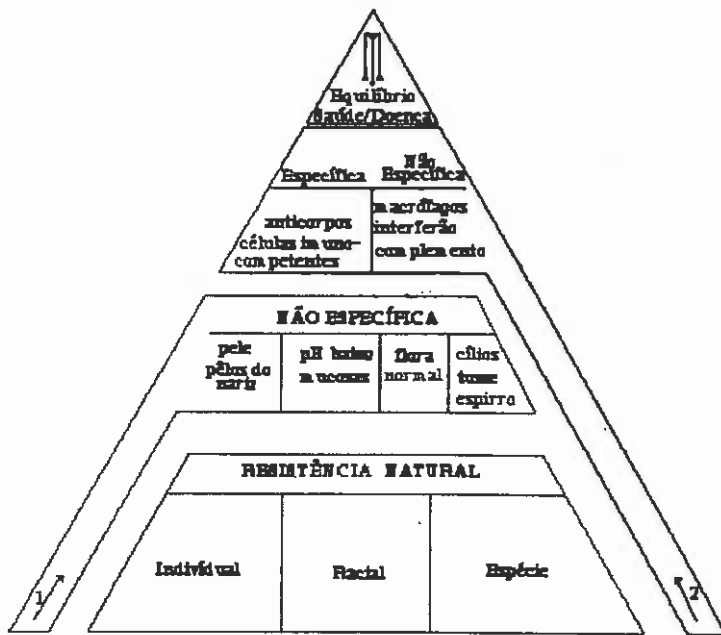 Equilíbrio
Saúde/Doença
Específica
Não
Específica
anticorpos
células imuno-
competentes
macrófagos
interferão
complemento
NÃO ESPECÍFICA
pele
pêlos do
nariz
pH baixo
mucosas
flora
normal
cílios
tosse
espirro
RESISTÊNCIA NATURAL
Individual
Racial
Espécie
1
2